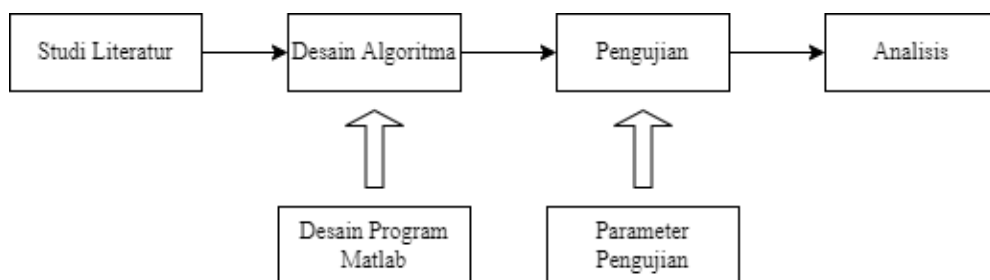 Studi Literatur
Desain Algoritma
Pengujian
Analisis
Desain Program
Matlab
Parameter
Pengujian